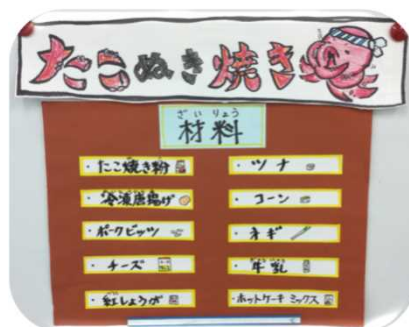 たこぬき焼き
ざいりょう
材料
・たこ焼き粉
・冷凍唐揚げ
・ポークビッツ
・チーズ
・紅しょうが
・ツナ
・コーン
・ネギ
・牛乳
・ホットケーキミックス